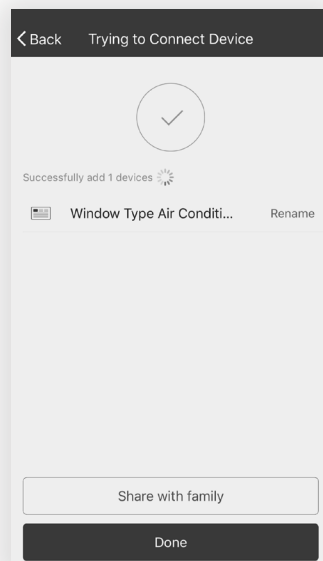 Back Trying to Connect Device
Successfully add 1 devices
Window Type Air Conditi... Rename
Share with family
Done